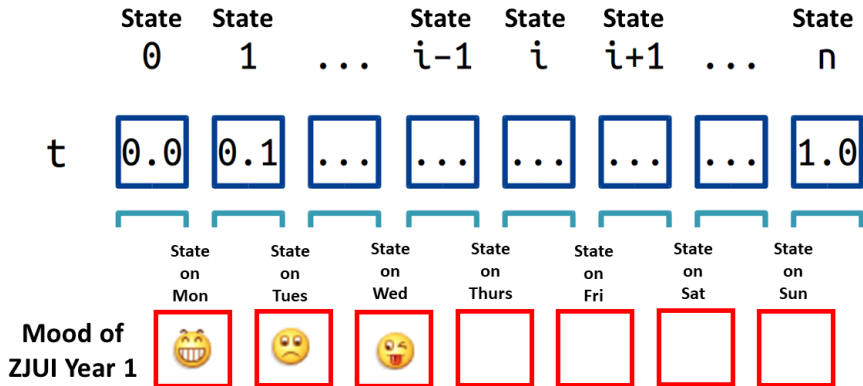 State State State State State State
0 1 ... i-1 i i+1 ... n
t 0.0 0.1 ... ... ... ... ... 1.0
State State State State State State State
on on on on on on on
Mon Tues Wed Thurs Fri Sat Sun
Mood of
ZJUI Year 1